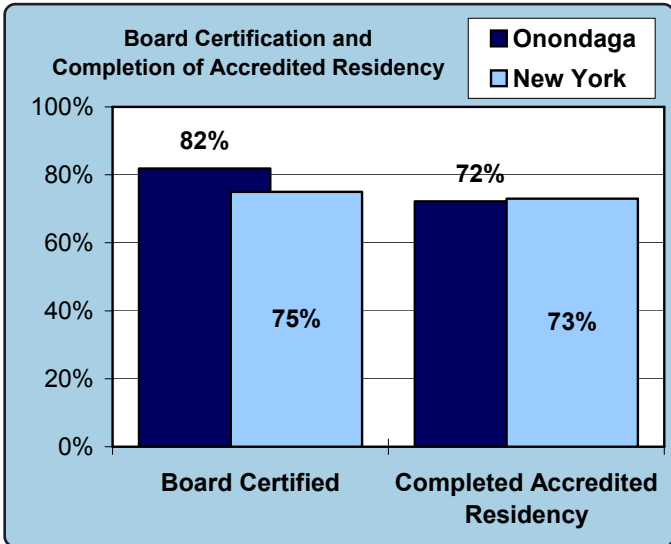 Board Certification and
Completion of Accredited Residency
Onondaga
New York
100%
80%
60%
40%
20%
0%
82%
75%
72%
73%
Board Certified
Completed Accredited
Residency